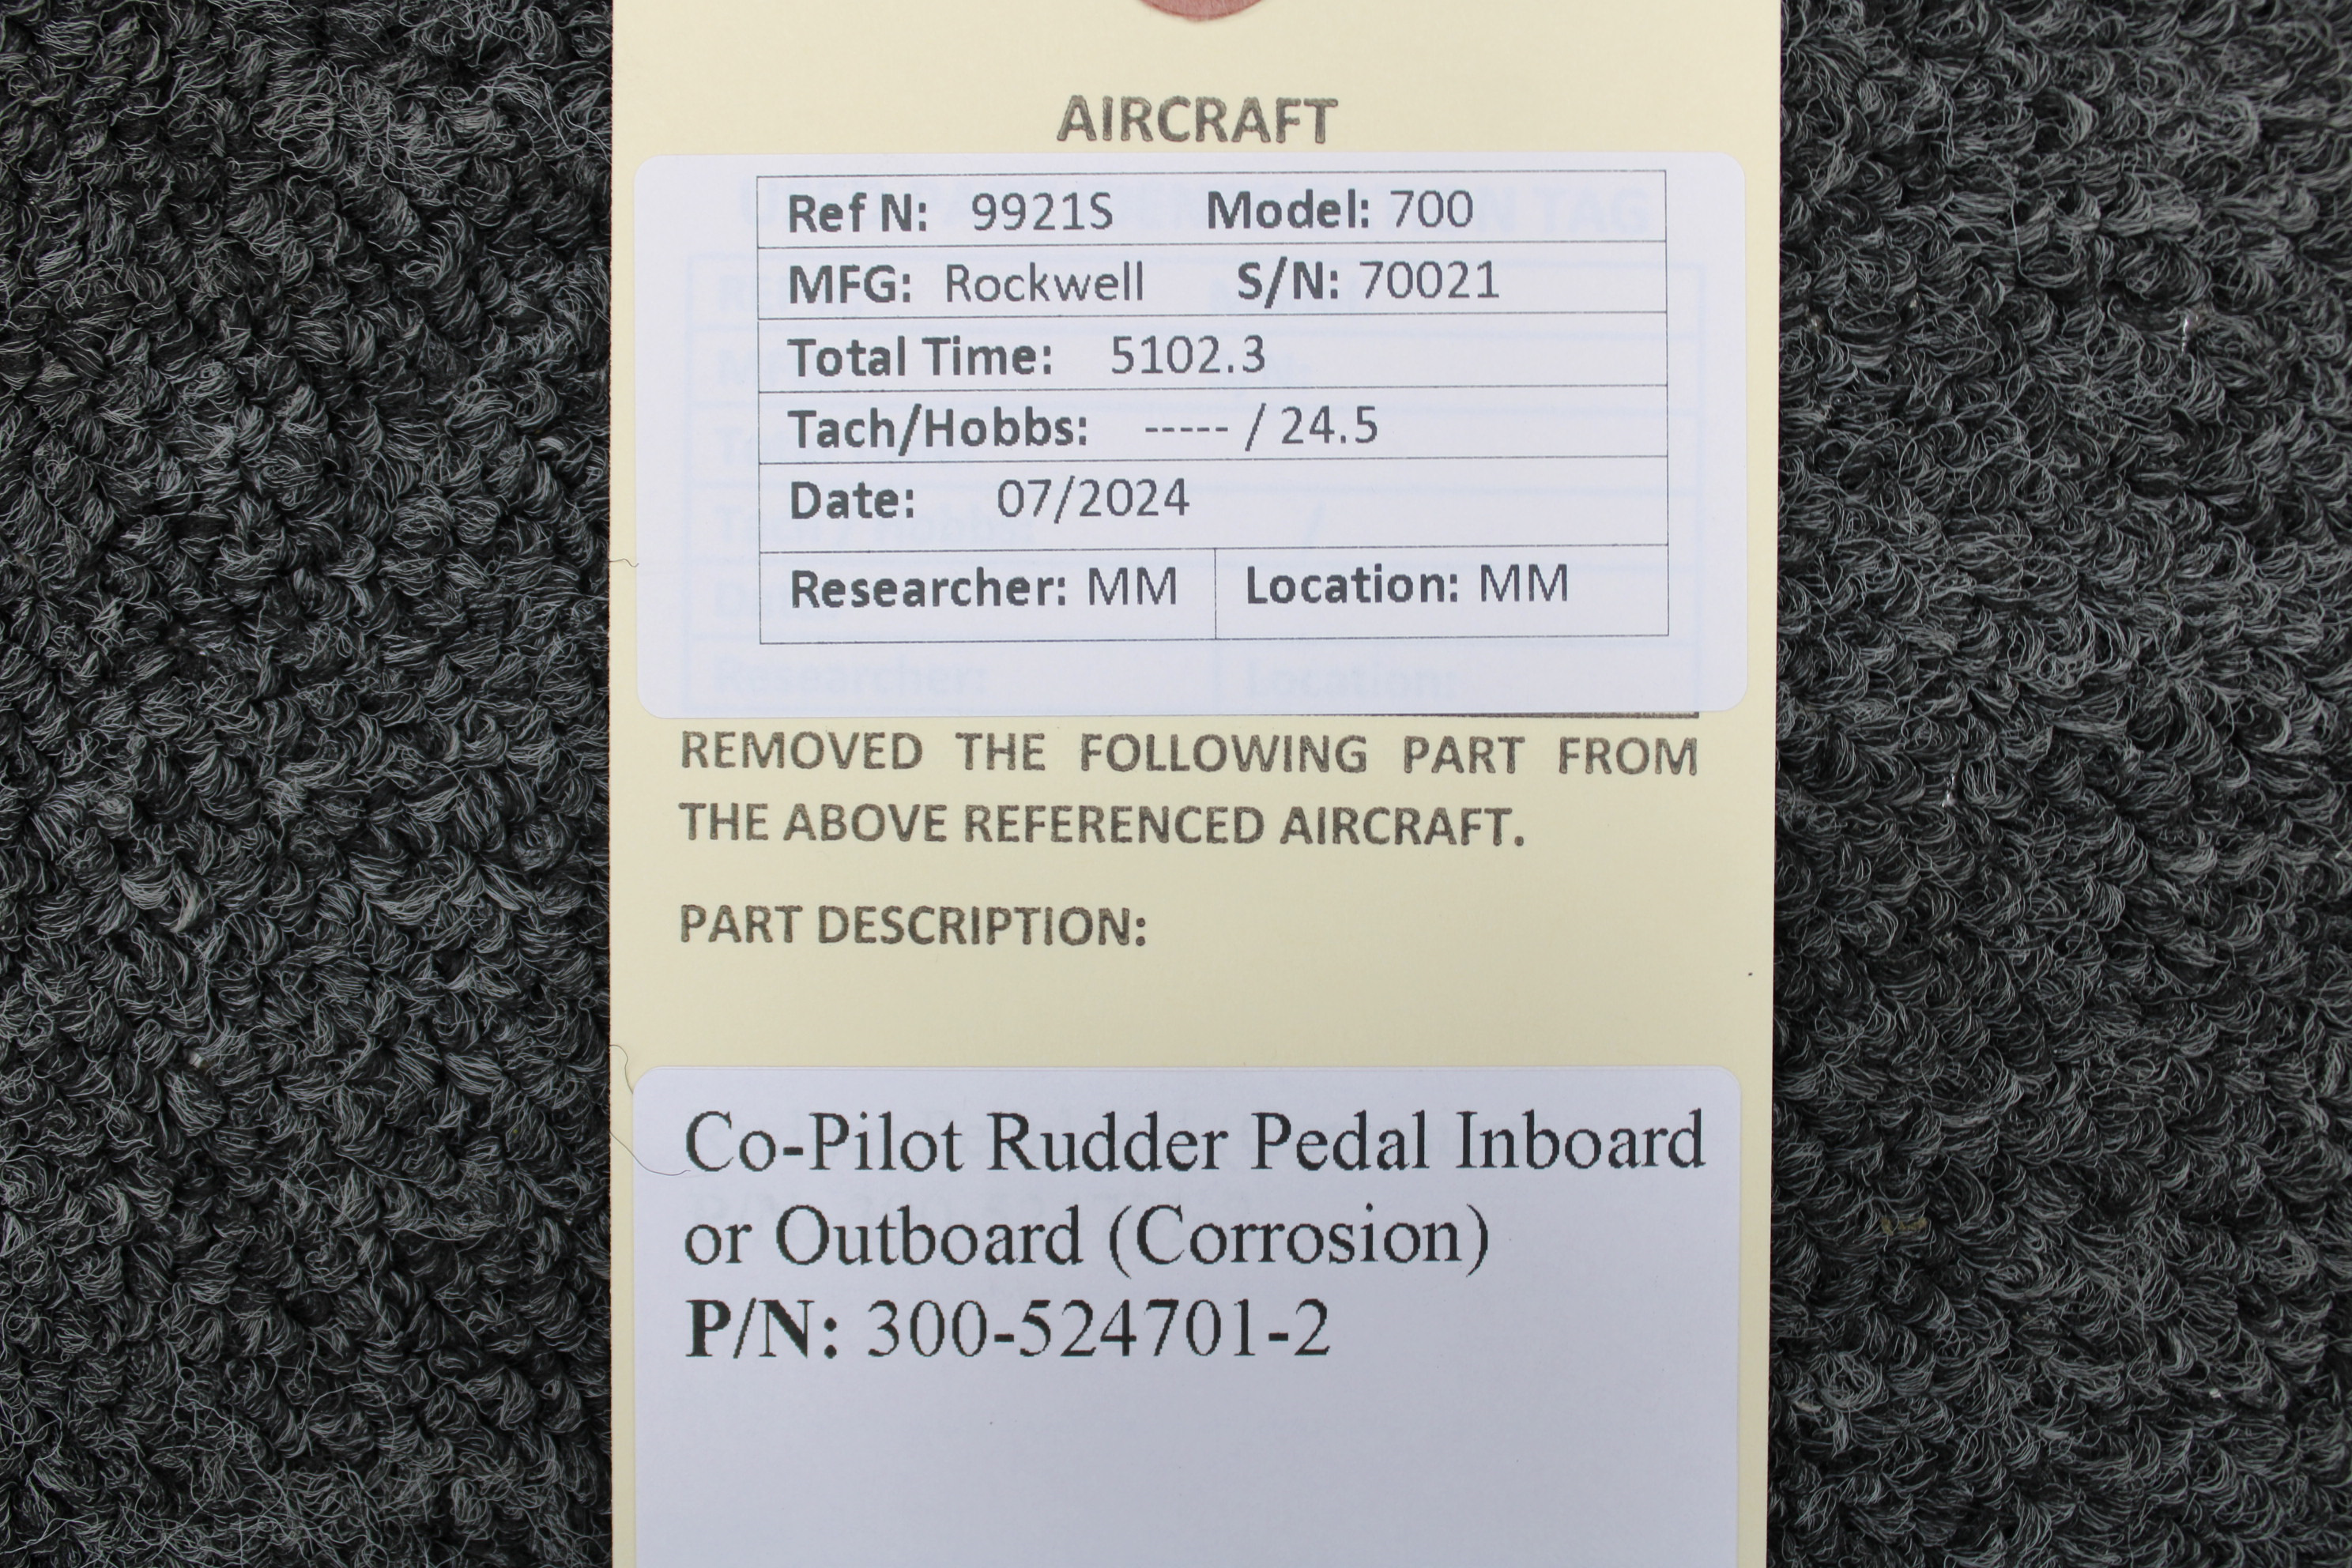 AIRCRAFT
Ref N: 9921S Model: 700
MFG: Rockwell S/N: 70021
Total Time: 5102.3
Tach/Hobbs: ----- / 24.5
Date: 07/2024
Researcher: MM Location: MM
Researcher: Location:
REMOVED THE FOLLOWING PART FROM
THE ABOVE REFERENCED AIRCRAFT.
PART DESCRIPTION:
Co-Pilot Rudder Pedal Inboard
or Outboard (Corrosion)
P/N: 300-524701-2